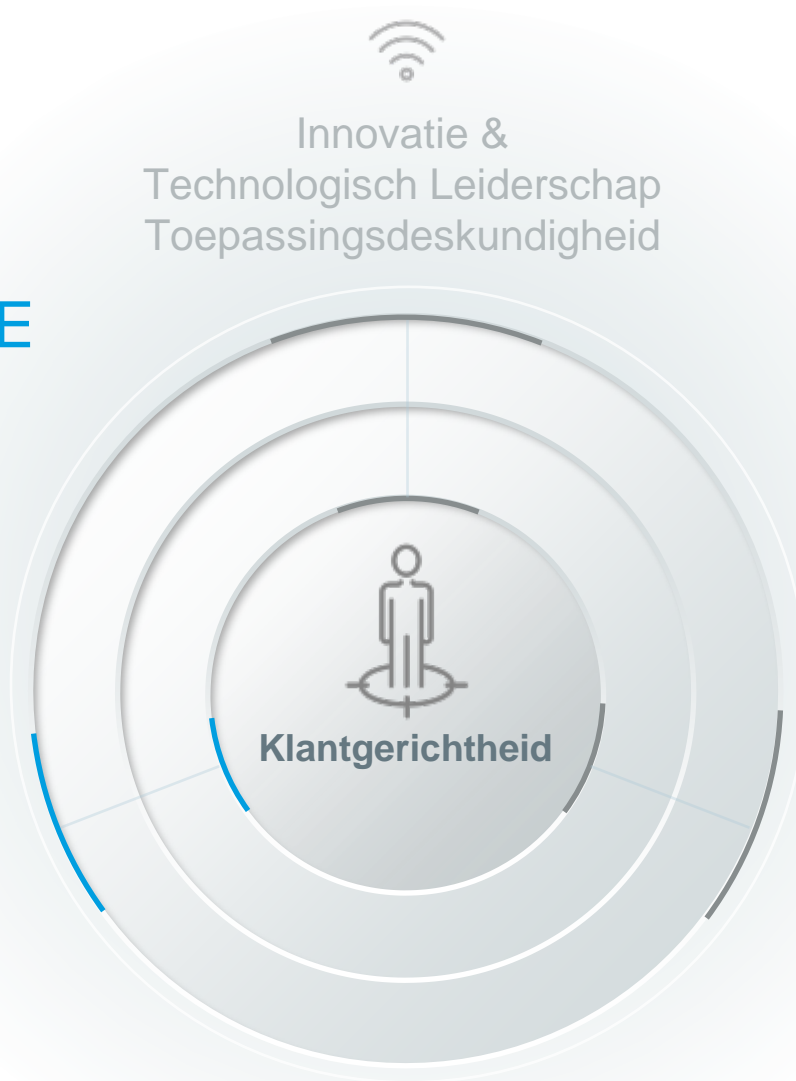 Innovatie &
Technologisch Leiderschap
Toepassingsdeskundigheid
E
Klantgerichtheid